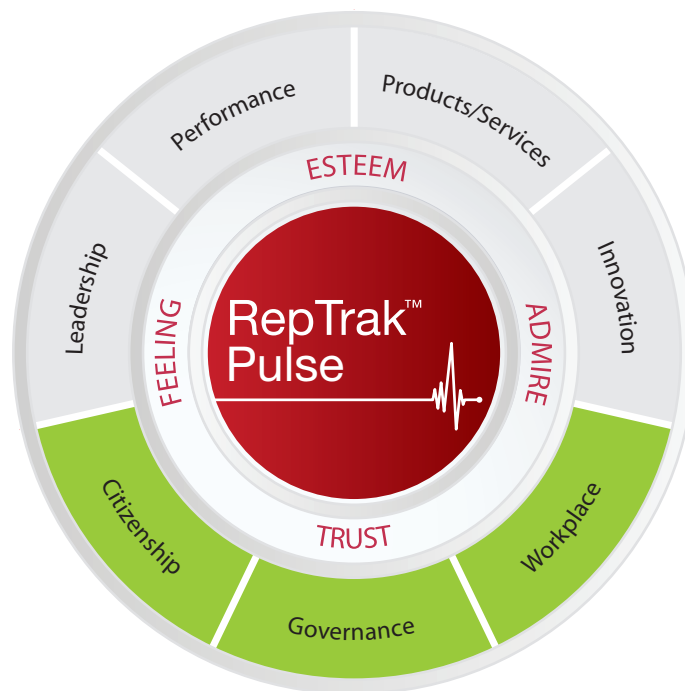 Performance
Products/Services
Innovation
Workplace
Governance
Citizenship
Leadership
ESTEEM
ADMIRE
TRUST
FEELING
RepTrak™
Pulse